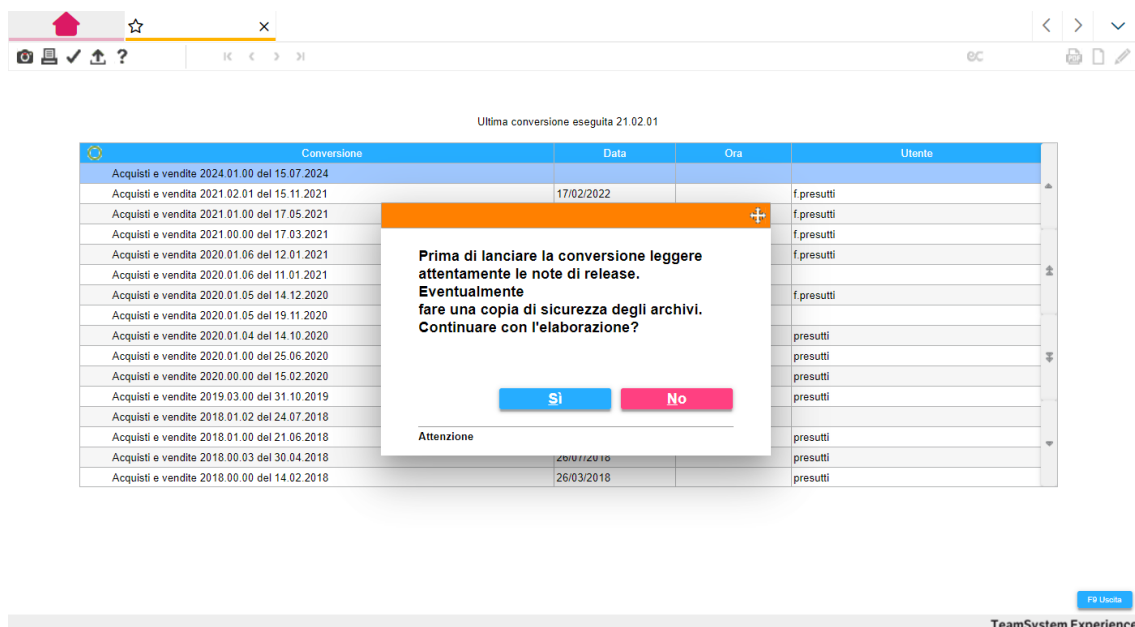 ec
Ultima conversione eseguita 21.02.01
Conversione Data Ora Utente
Acquisti e vendite 2024.01.00 del 15.07.2024
Acquisti e vendita 2021.02.01 del 15.11.2021 17/02/2022 f.presutti
Acquisti e vendita 2021.01.00 del 17.05.2021 f.presutti
Acquisti e vendita 2021.00.00 del 17.03.2021 f.presutti
Acquisti e vendite 2020.01.06 del 12.01.2021 f.presutti
Acquisti e vendite 2020.01.06 del 11.01.2021
Acquisti e vendite 2020.01.05 del 14.12.2020 f.presutti
Acquisti e vendite 2020.01.05 del 19.11.2020
Acquisti e vendite 2020.01.04 del 14.10.2020 presutti
Acquisti e vendite 2020.01.00 del 25.06.2020 presutti
Acquisti e vendite 2020.00.00 del 15.02.2020 presutti
Acquisti e vendite 2019.03.00 del 31.10.2019 presutti
Acquisti e vendite 2018.01.02 del 24.07.2018
Acquisti e vendite 2018.01.00 del 21.06.2018 presutti
Acquisti e vendite 2018.00.03 del 30.04.2018 26/07/2018 presutti
Acquisti e vendite 2018.00.00 del 14.02.2018 26/03/2018 presutti
Prima di lanciare la conversione leggere
attentamente le note di release.
Eventualmente
fare una copia di sicurezza degli archivi.
Continuare con l'elaborazione?
Sì No
Attenzione
F9 Uscita
TeamSystem Experience